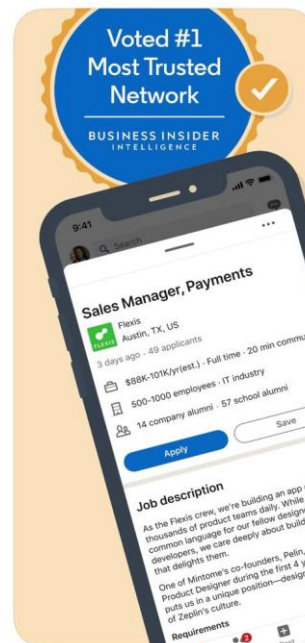 Voted #1
Most Trusted
Network
BUSINESS INSIDER
INTELLIGENCE
9:41
Search
Sales Manager, Payments
FLEXIS
Flexis
Austin, TX, US
3 days ago · 49 applicants
$88K-101K/yr(est.) · Full time · 20 min
500-1000 employees · IT industry
14 company alumni · 57 school alumni
Apply
Save
Job description
As the Flexis crew, we're building an app
thousands of product teams daily. While
common language for our fellow
developers, we care deeply about
that delights them.
One of Mintome's co-founders, Pelin,
Product Designer during the first 4
puts us in a unique
of Zeplin's culture.
Requirements
2